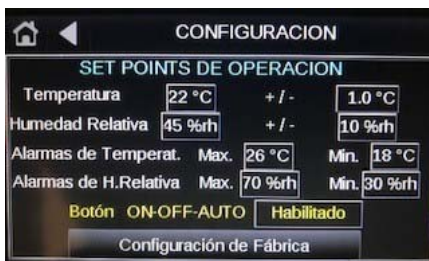 CONFIGURACION
SET POINTS DE OPERACION
Temperatura 22 °C +/- 1.0 °C
Humedad Relativa 45 %rh +/- 10 %rh
Alarmas de Temperat. Max. 26 °C Min. 18 °C
Alarmas de H.Relativa Max. 70 %rh Min. 30 %rh
Botón ON-OFF-AUTO Habilitado
Configuración de Fábrica